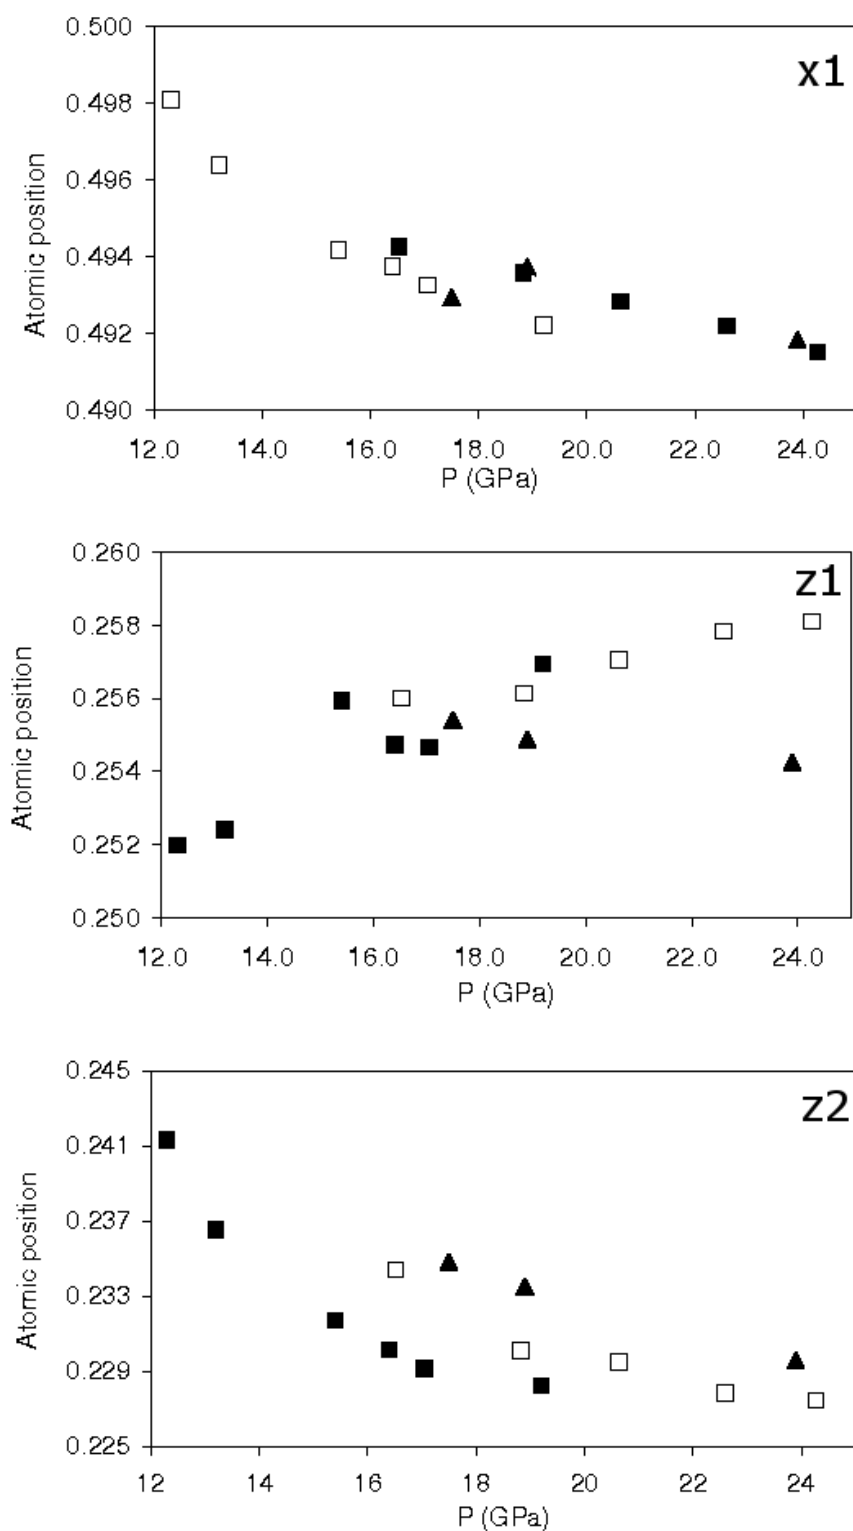 0.500
x1
0.498
0.496
0.494
0.492
0.490
Atomic position
12.0 14.0 16.0 18.0 20.0 22.0 24.0
P (GPa)
0.260
z1
0.258
0.256
0.254
0.252
0.250
Atomic position
12.0 14.0 16.0 18.0 20.0 22.0 24.0
P (GPa)
0.245
z2
0.241
0.237
0.233
0.229
0.225
Atomic position
12 14 16 18 20 22 24
P (GPa)